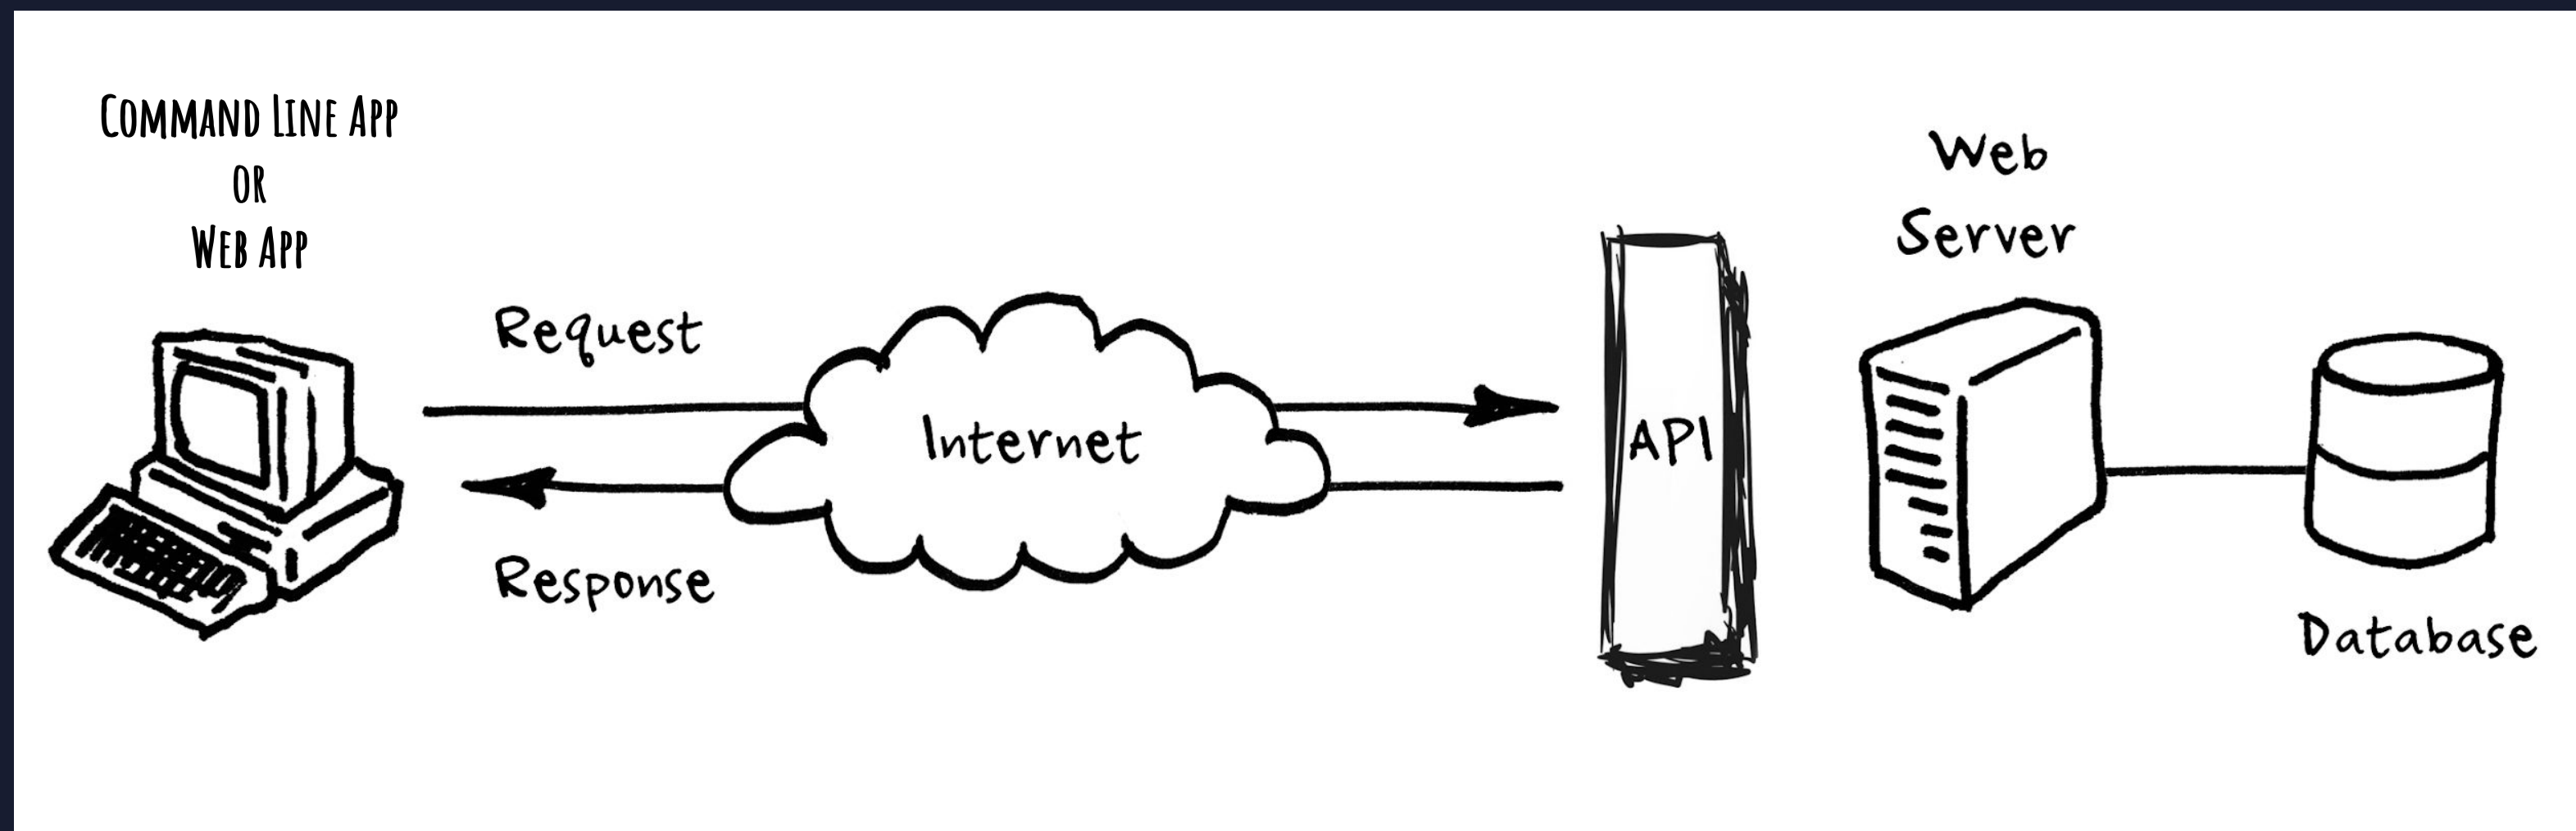 Command Line App
or
Web App
Request
Internet
Response
API
Web
Server
Database